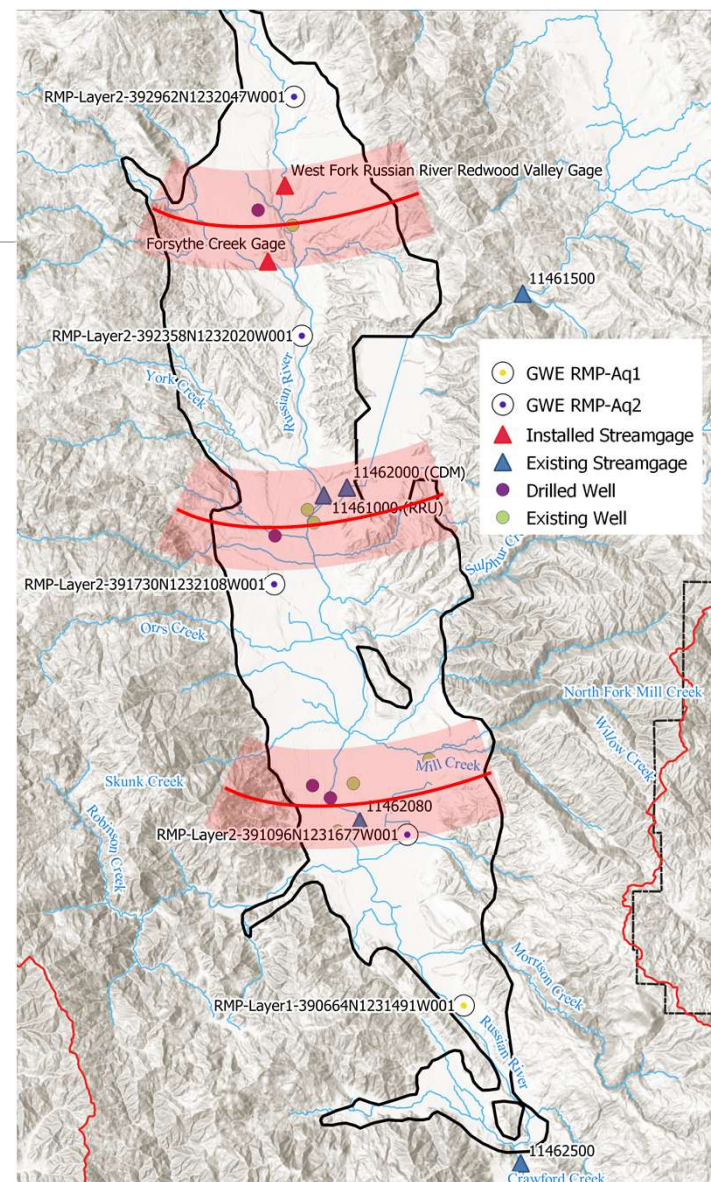 RMP-Layer2-392962N1232047W001
West Fork Russian River Redwood Valley Gage
Forsythe Creek Gage
11461500
RMP-Layer2-392358N1232020W001
Russian River
York Creek
GWE RMP-Aq1
GWE RMP-Aq2
Installed Streamgage
Existing Streamgage
Drilled Well
Existing Well
11462000 (CDM)
11461000 (RRU)
Sulphur
RMP-Layer2-391730N1232108W001
Orrs Creek
North Fork Mill Creek
Willow Creek
Mill Creek
Skunk Creek
Robinson Creek
11462080
RMP-Layer2-391096N1231677W001
Morrison Creek
RMP-Layer1-390664N1231491W001
Russian River
11462500
Crawford Creek